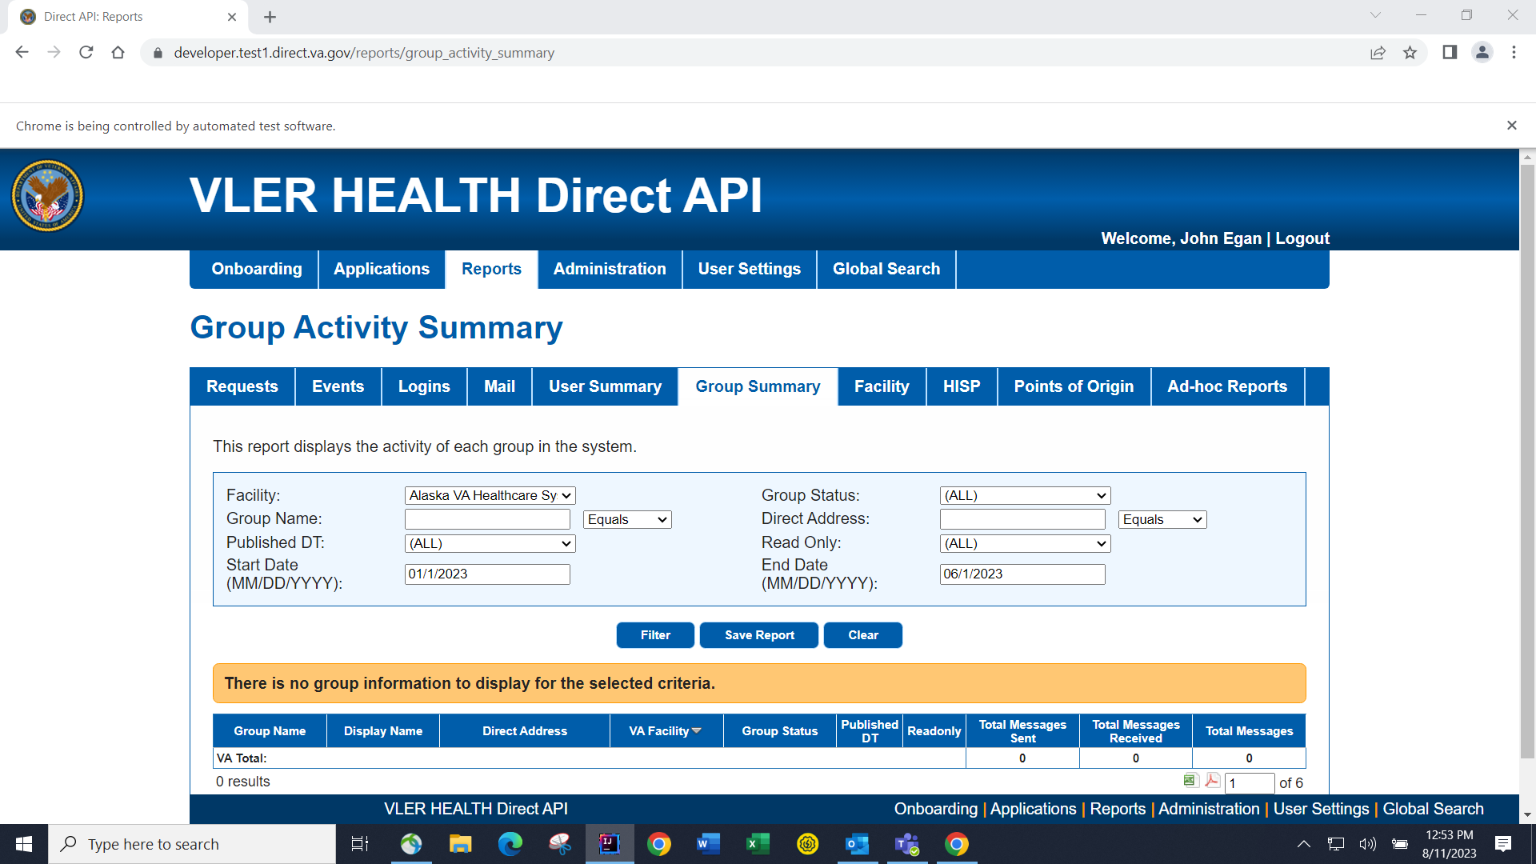 Direct API: Reports
developer.test1.direct.va.gov/reports/group_activity_summary
Chrome is being controlled by automated test software.
VLER HEALTH Direct API
Welcome, John Egan | Logout
Onboarding Applications Reports Administration User Settings Global Search
Group Activity Summary
Requests Events Logins Mail User Summary Group Summary Facility HISP Points of Origin Ad-hoc Reports
This report displays the activity of each group in the system.
Facility: Alaska VA Healthcare Sy Group Status: (ALL)
Group Name: Equals Direct Address: Equals
Published DT: (ALL) Read Only: (ALL)
Start Date (MM/DD/YYYY): 01/1/2023 End Date (MM/DD/YYYY): 06/1/2023
Filter Save Report Clear
There is no group information to display for the selected criteria.
Group Name Display Name Direct Address VA Facility Group Status Published DT Readonly Total Messages Sent Total Messages Received Total Messages
VA Total: 0 0 0
0 results 1 of 6
VLER HEALTH Direct API Onboarding | Applications | Reports | Administration | User Settings | Global Search
Type here to search
12:53 PM
8/11/2023